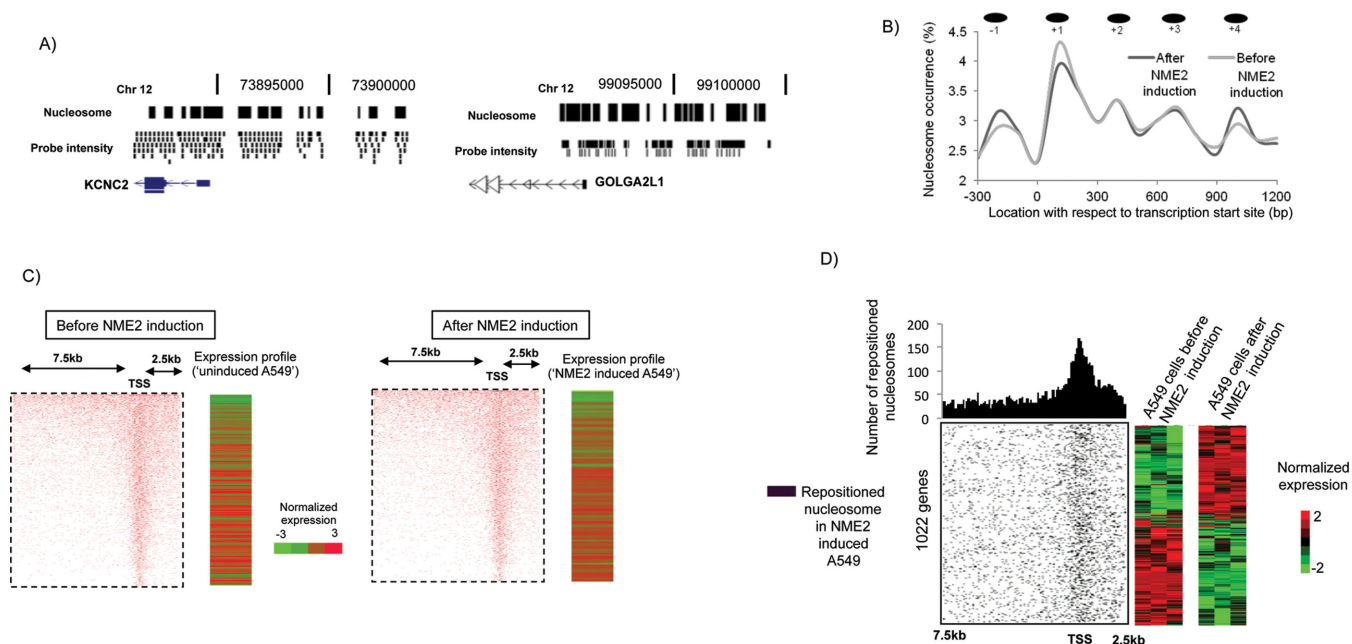 A)
Chr 12
73895000
73900000
Nucleosome
Probe intensity
KCNC2
Chr 12
99095000
99100000
Nucleosome
Probe intensity
GOLGA2L1
B)
-1
+1
+2
+3
+4
Nucleosome occurrence (%)
4.5
4
3.5
3
2.5
2
After NME2 induction
Before NME2 induction
-300
0
300
600
900
1200
Location with respect to transcription start site (bp)
C)
Before NME2 induction
7.5kb
2.5kb
TSS
Expression profile
('uninduced A549')
Normalized
expression
-3
3
After NME2 induction
7.5kb
2.5kb
TSS
Expression profile
('NME2 induced A549')
D)
Number of repositioned
nucleosomes
200
150
100
50
0
A549 cells before
NME2 induction
A549 cells after
NME2 induction
Repositioned
nucleosome
in NME2
induced
A549
1022 genes
7.5kb
TSS
2.5kb
Normalized
expression
2
-2